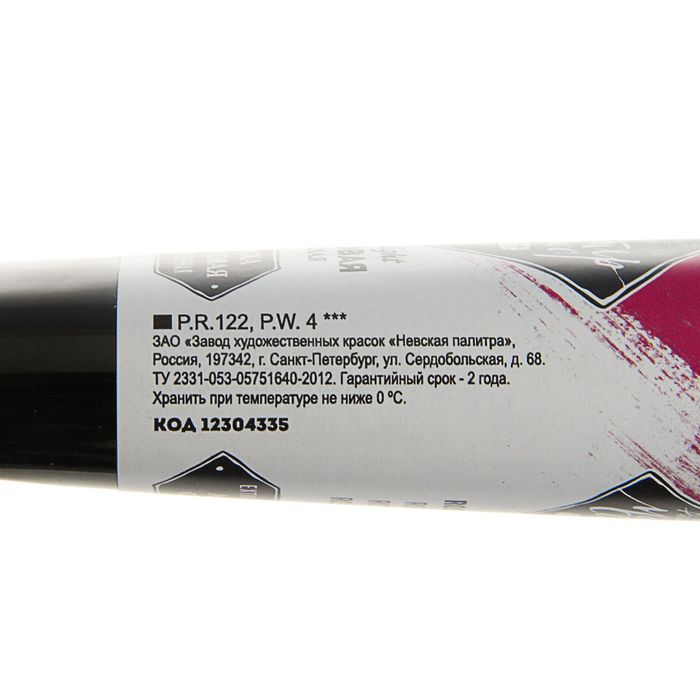 P.R.122, P.W. 4 ***
ЗАО «Завод художественных красок «Невская палитра»,
Россия, 197342, г. Санкт-Петербург, ул. Сердобольская, д. 68.
ТУ 2331-053-05751640-2012. Гарантийный срок - 2 года.
Хранить при температуре не ниже 0 ºС.
КОД 12304335